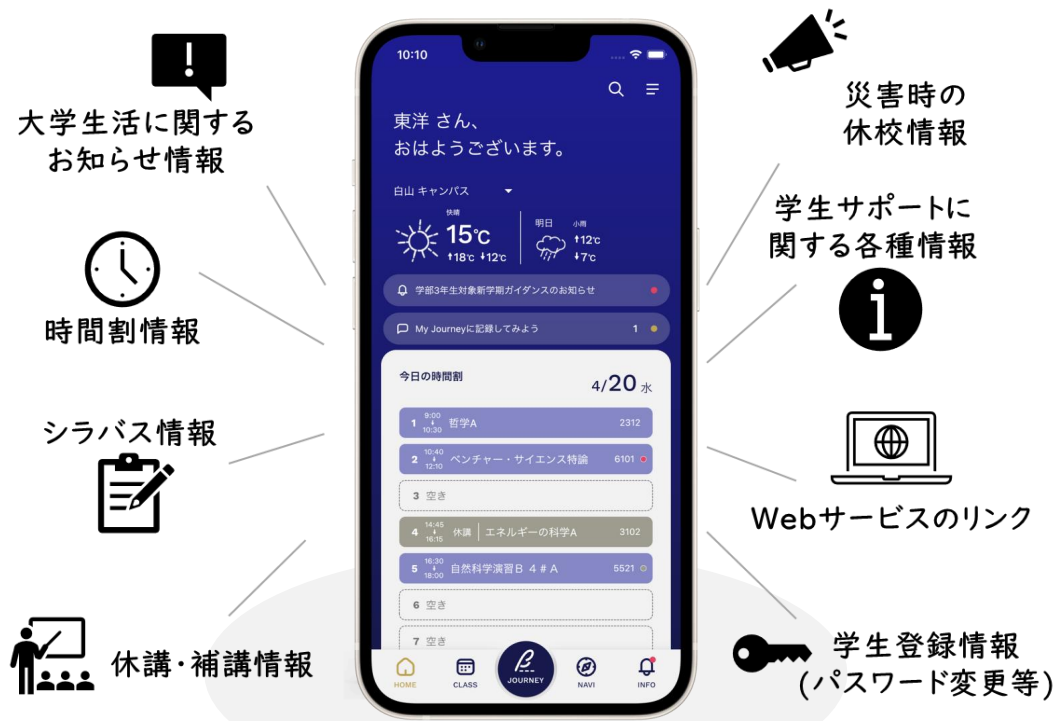 大学生活に関する
お知らせ情報
時間割情報
シラバス情報
休講・補講情報
10:10
東洋 さん、
おはようございます。
白山 キャンパス
快晴
15℃
↑18℃ ↓12℃
明日 小雨
↑12℃
↓7℃
学部3年生対象新学期ガイダンスのお知らせ
My Journeyに記録してみよう 1
今日の時間割 4/20 水
1 9:00 ↓ 10:30 哲学A 2312
2 10:40 ↓ 12:10 ベンチャー・サイエンス特論 6101
3 空き
4 14:45 ↓ 16:15 休講 エネルギーの科学A 3102
5 16:30 ↓ 18:00 自然科学演習B 4#A 5521
6 空き
7 空き
HOME CLASS JOURNEY NAVI INFO
災害時の
休校情報
学生サポートに
関する各種情報
Webサービスのリンク
学生登録情報
(パスワード変更等)